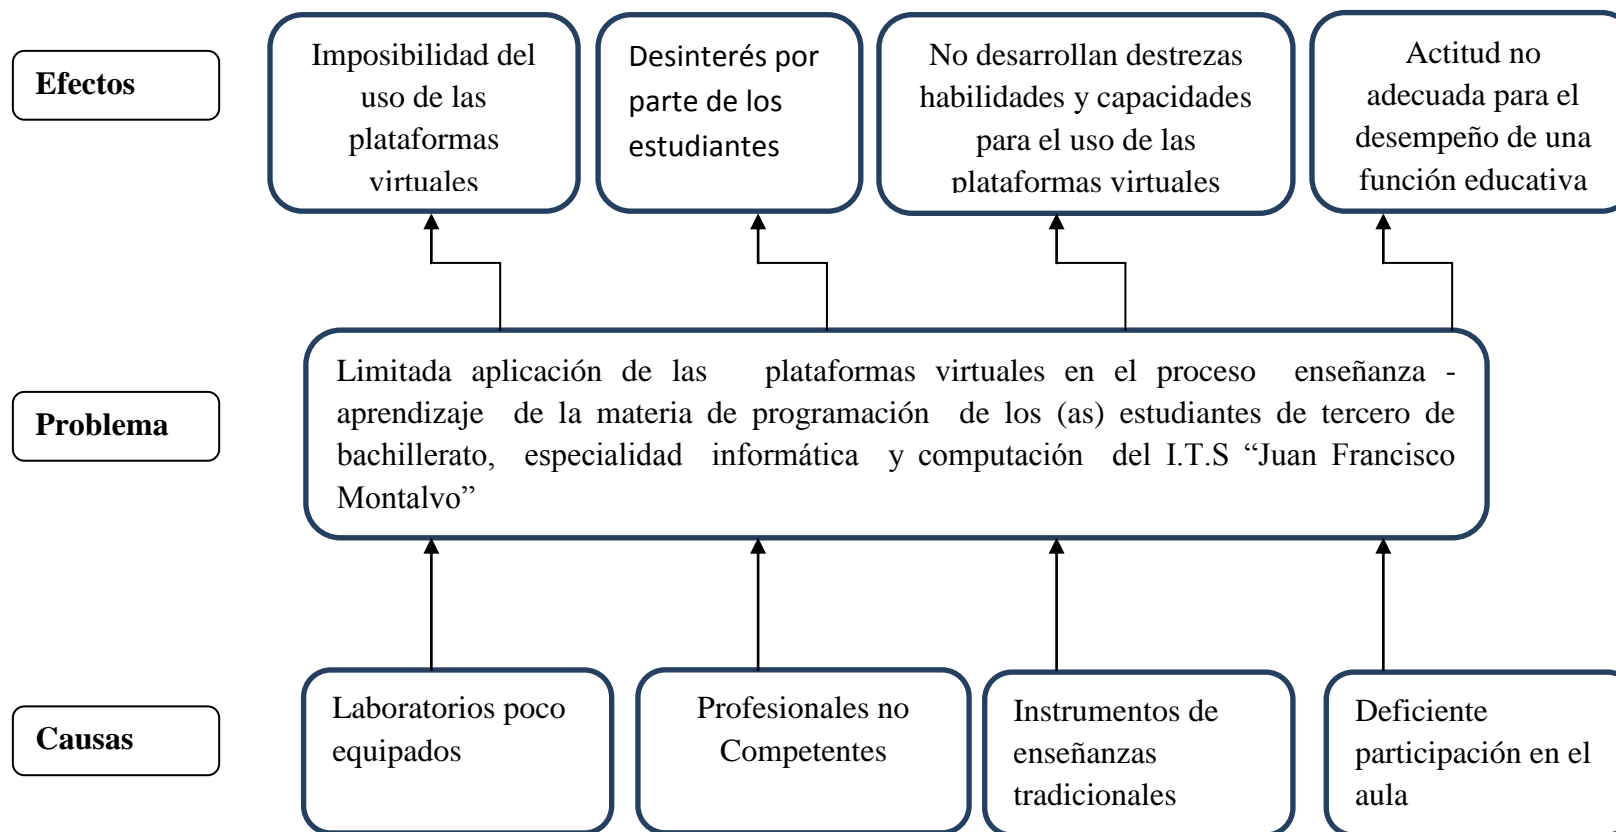 Efectos
Imposibilidad del
uso de las
plataformas
virtuales
Desinterés por
parte de los
estudiantes
No desarrollan destrezas
habilidades y capacidades
para el uso de las
plataformas virtuales
Actitud no
adecuada para el
desempeño de una
función educativa
Problema
Limitada aplicación de las plataformas virtuales en el proceso enseñanza -
aprendizaje de la materia de programación de los (as) estudiantes de tercero de
bachillerato, especialidad informática y computación del I.T.S “Juan Francisco
Montalvo”
Causas
Laboratorios poco
equipados
Profesionales no
Competentes
Instrumentos de
enseñanzas
tradicionales
Deficiente
participación en el
aula